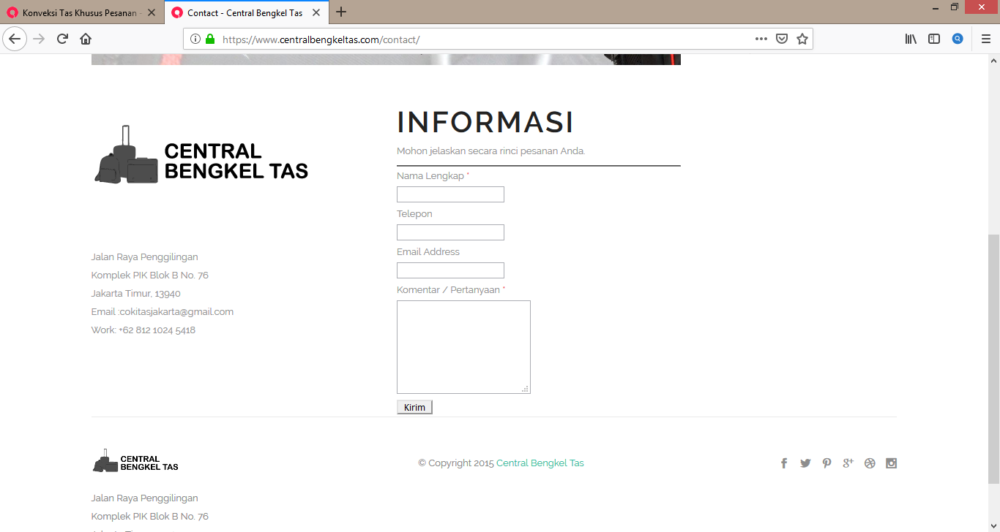 Konveksi Tas Khusus Pesanan -
Contact - Central Bengkel Tas
https://www.centralbengkeltas.com/contact/
CENTRAL
BENGKEL TAS
Jalan Raya Penggilingan
Komplek PIK Blok B No. 76
Jakarta Timur, 13940
Email :cokitasjakarta@gmail.com
Work: +62 812 1024 5418
INFORMASI
Mohon jelaskan secara rinci pesanan Anda.
Nama Lengkap *
Telepon
Email Address
Komentar / Pertanyaan *
Kirim
CENTRAL
BENGKEL TAS
© Copyright 2015 Central Bengkel Tas
Jalan Raya Penggilingan
Komplek PIK Blok B No. 76